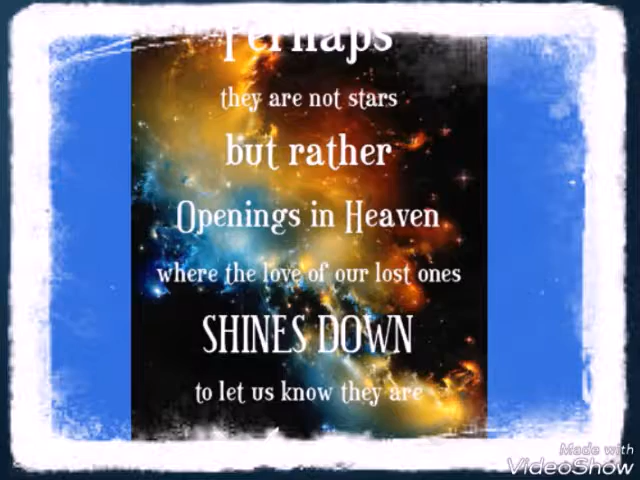 Perhaps
they are not stars
but rather
Openings in Heaven
where the love of our lost ones
SHINES DOWN
to let us know they are
Made with
VideoShow